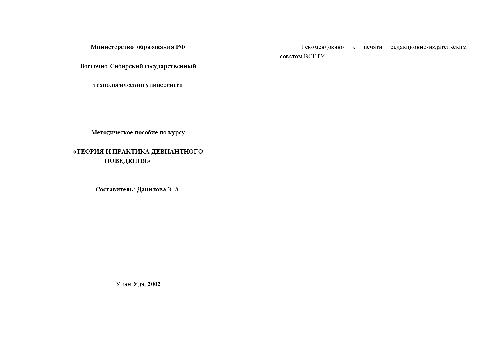 Министерство образования РФ
Восточно-Сибирский государственный
технологический университет
Методическое пособие по курсу
«ТЕОРИЯ И ПРАКТИКА ДЕВИАНТНОГО
ПОВЕДЕНИЯ»
Составитель: Данилова З.А.
Улан-Удэ, 2002
Рекомендовано к печати редакционно-издательским
советом ВСГТУ